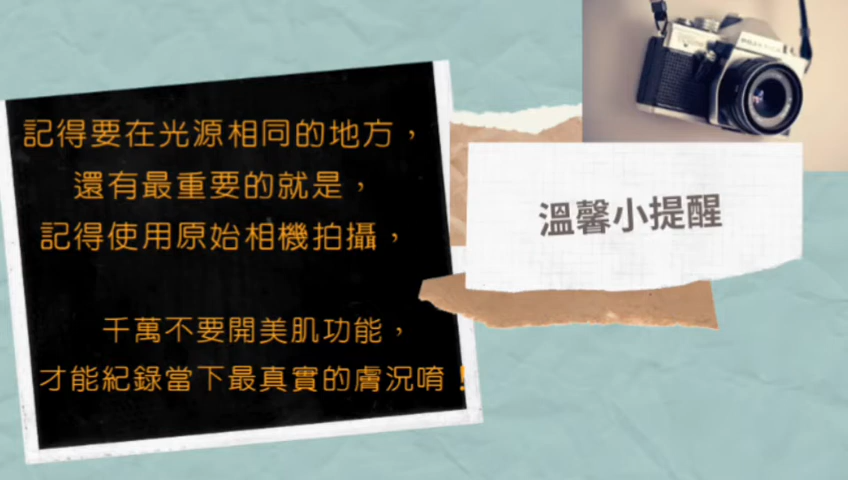 記得要在光源相同的地方，
還有最重要的就是，
記得使用原始相機拍攝，
千萬不要開美肌功能，
才能紀錄當下最真實的膚況唷！
溫馨小提醒
PRAKTICA